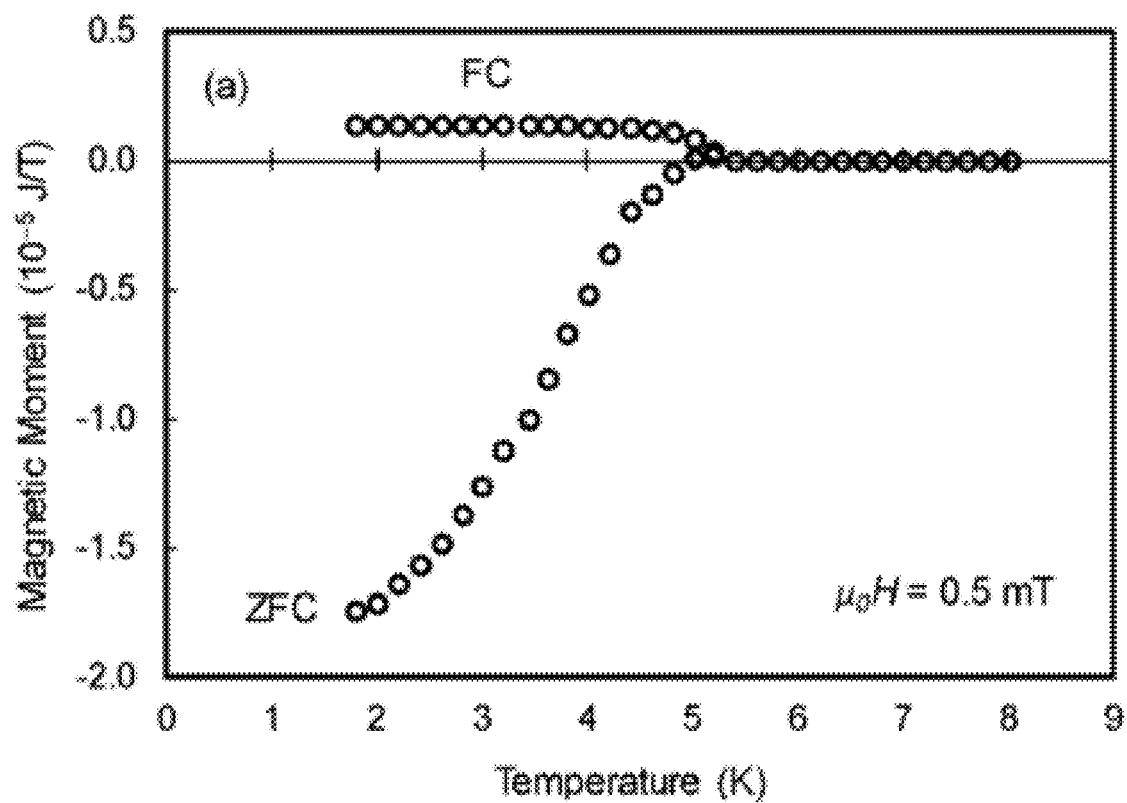 (a)
FC
ZFC
μ₀H = 0.5 mT
0.5
0.0
-0.5
-1.0
-1.5
-2.0
Magnetic Moment (10⁻⁵ J/T)
0 1 2 3 4 5 6 7 8 9
Temperature (K)